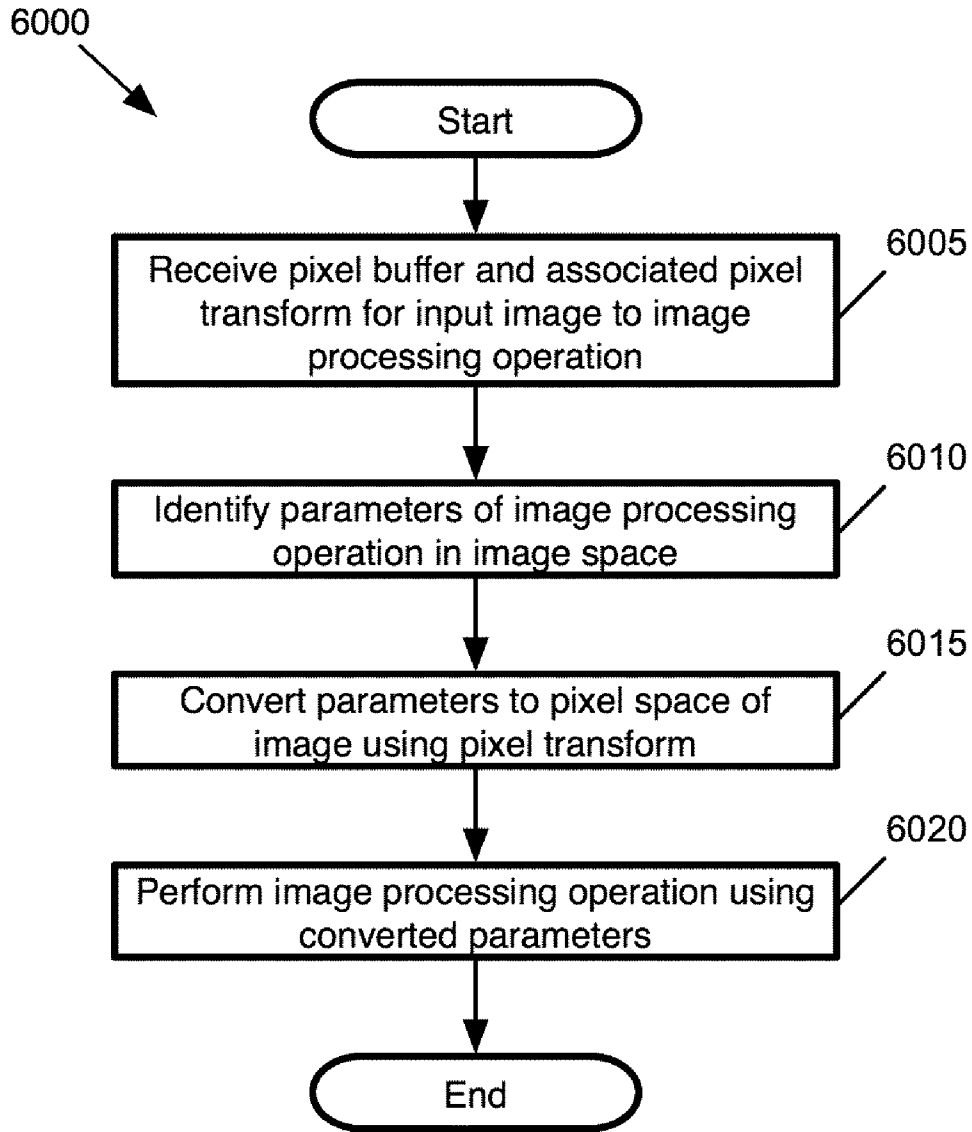 6000
Start
Receive pixel buffer and associated pixel
transform for input image to image
processing operation
6005
Identify parameters of image processing
operation in image space
6010
Convert parameters to pixel space of
image using pixel transform
6015
Perform image processing operation using
converted parameters
6020
End